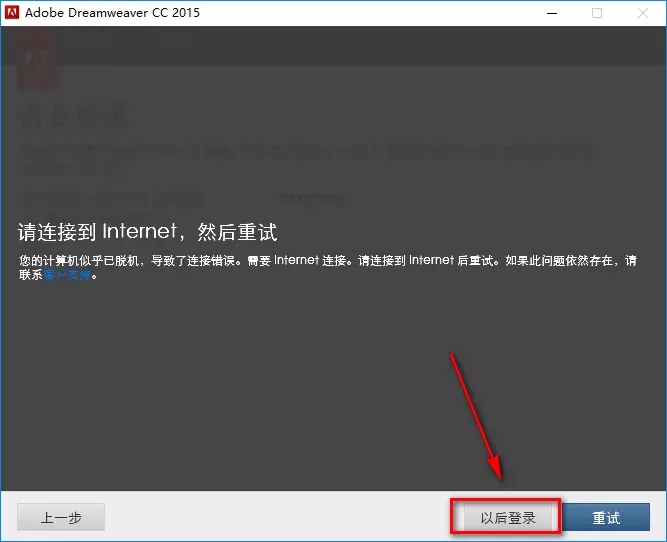 Adobe Dreamweaver CC 2015
请连接到 Internet，然后重试
您的计算机似乎已脱机，导致了连接错误。需要 Internet 连接。请连接到 Internet 后重试。如果此问题依然存在，请
联系客户支持。
上一步
以后登录
重试